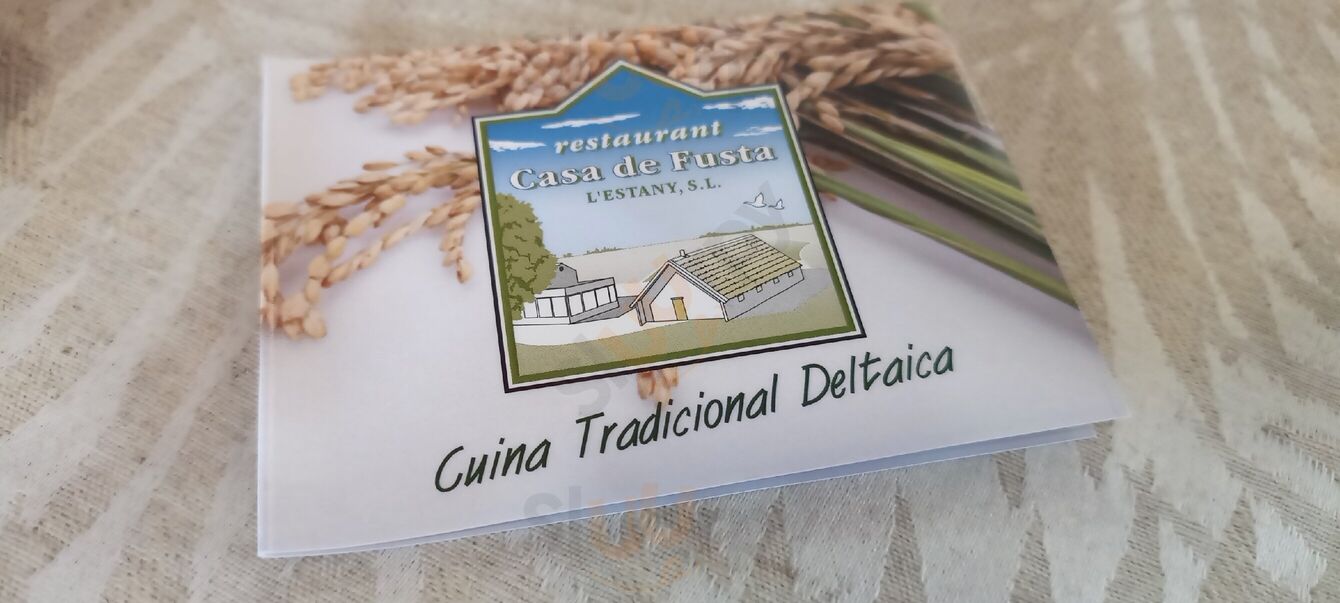 restaurant
Casa de Fusta
L'ESTANY, S.L.
Cuina Tradicional Deltaica